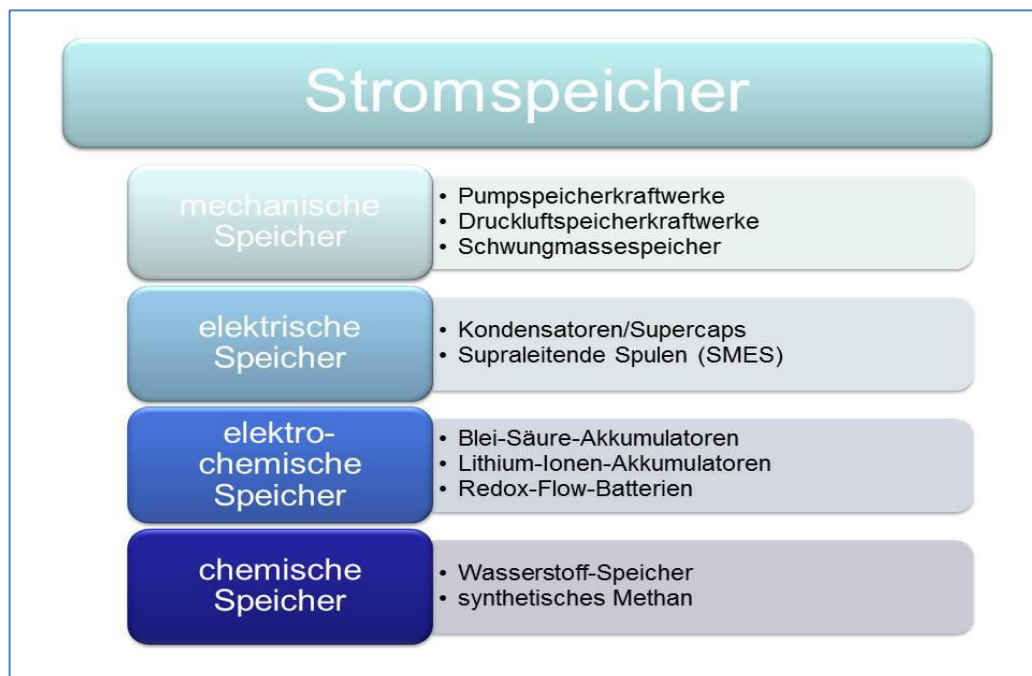 Stromspeicher
mechanische
Speicher
• Pumpspeicherkraftwerke
• Druckluftspeicherkraftwerke
• Schwungmassespeicher
elektrische
Speicher
• Kondensatoren/Supercaps
• Supraleitende Spulen (SMES)
elektro-
chemische
Speicher
• Blei-Säure-Akkumulatoren
• Lithium-Ionen-Akkumulatoren
• Redox-Flow-Batterien
chemische
Speicher
• Wasserstoff-Speicher
• synthetisches Methan